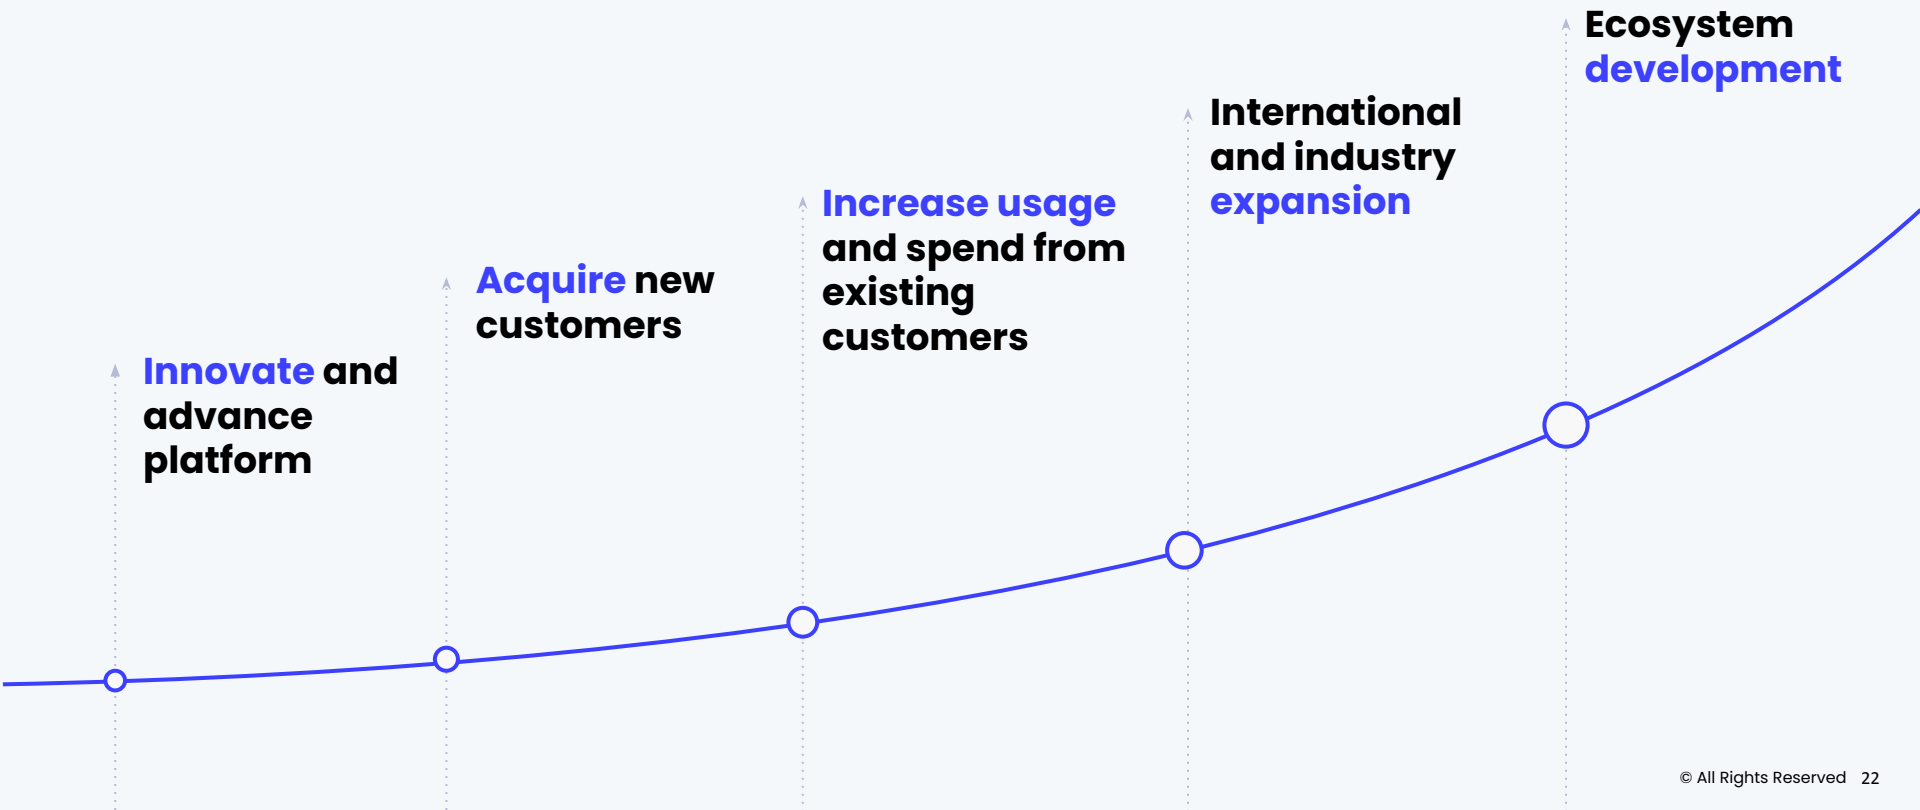 Innovate and
advance
platform
Acquire new
customers
Increase usage
and spend from
existing
customers
International
and industry
expansion
Ecosystem
development
© All Rights Reserved 22